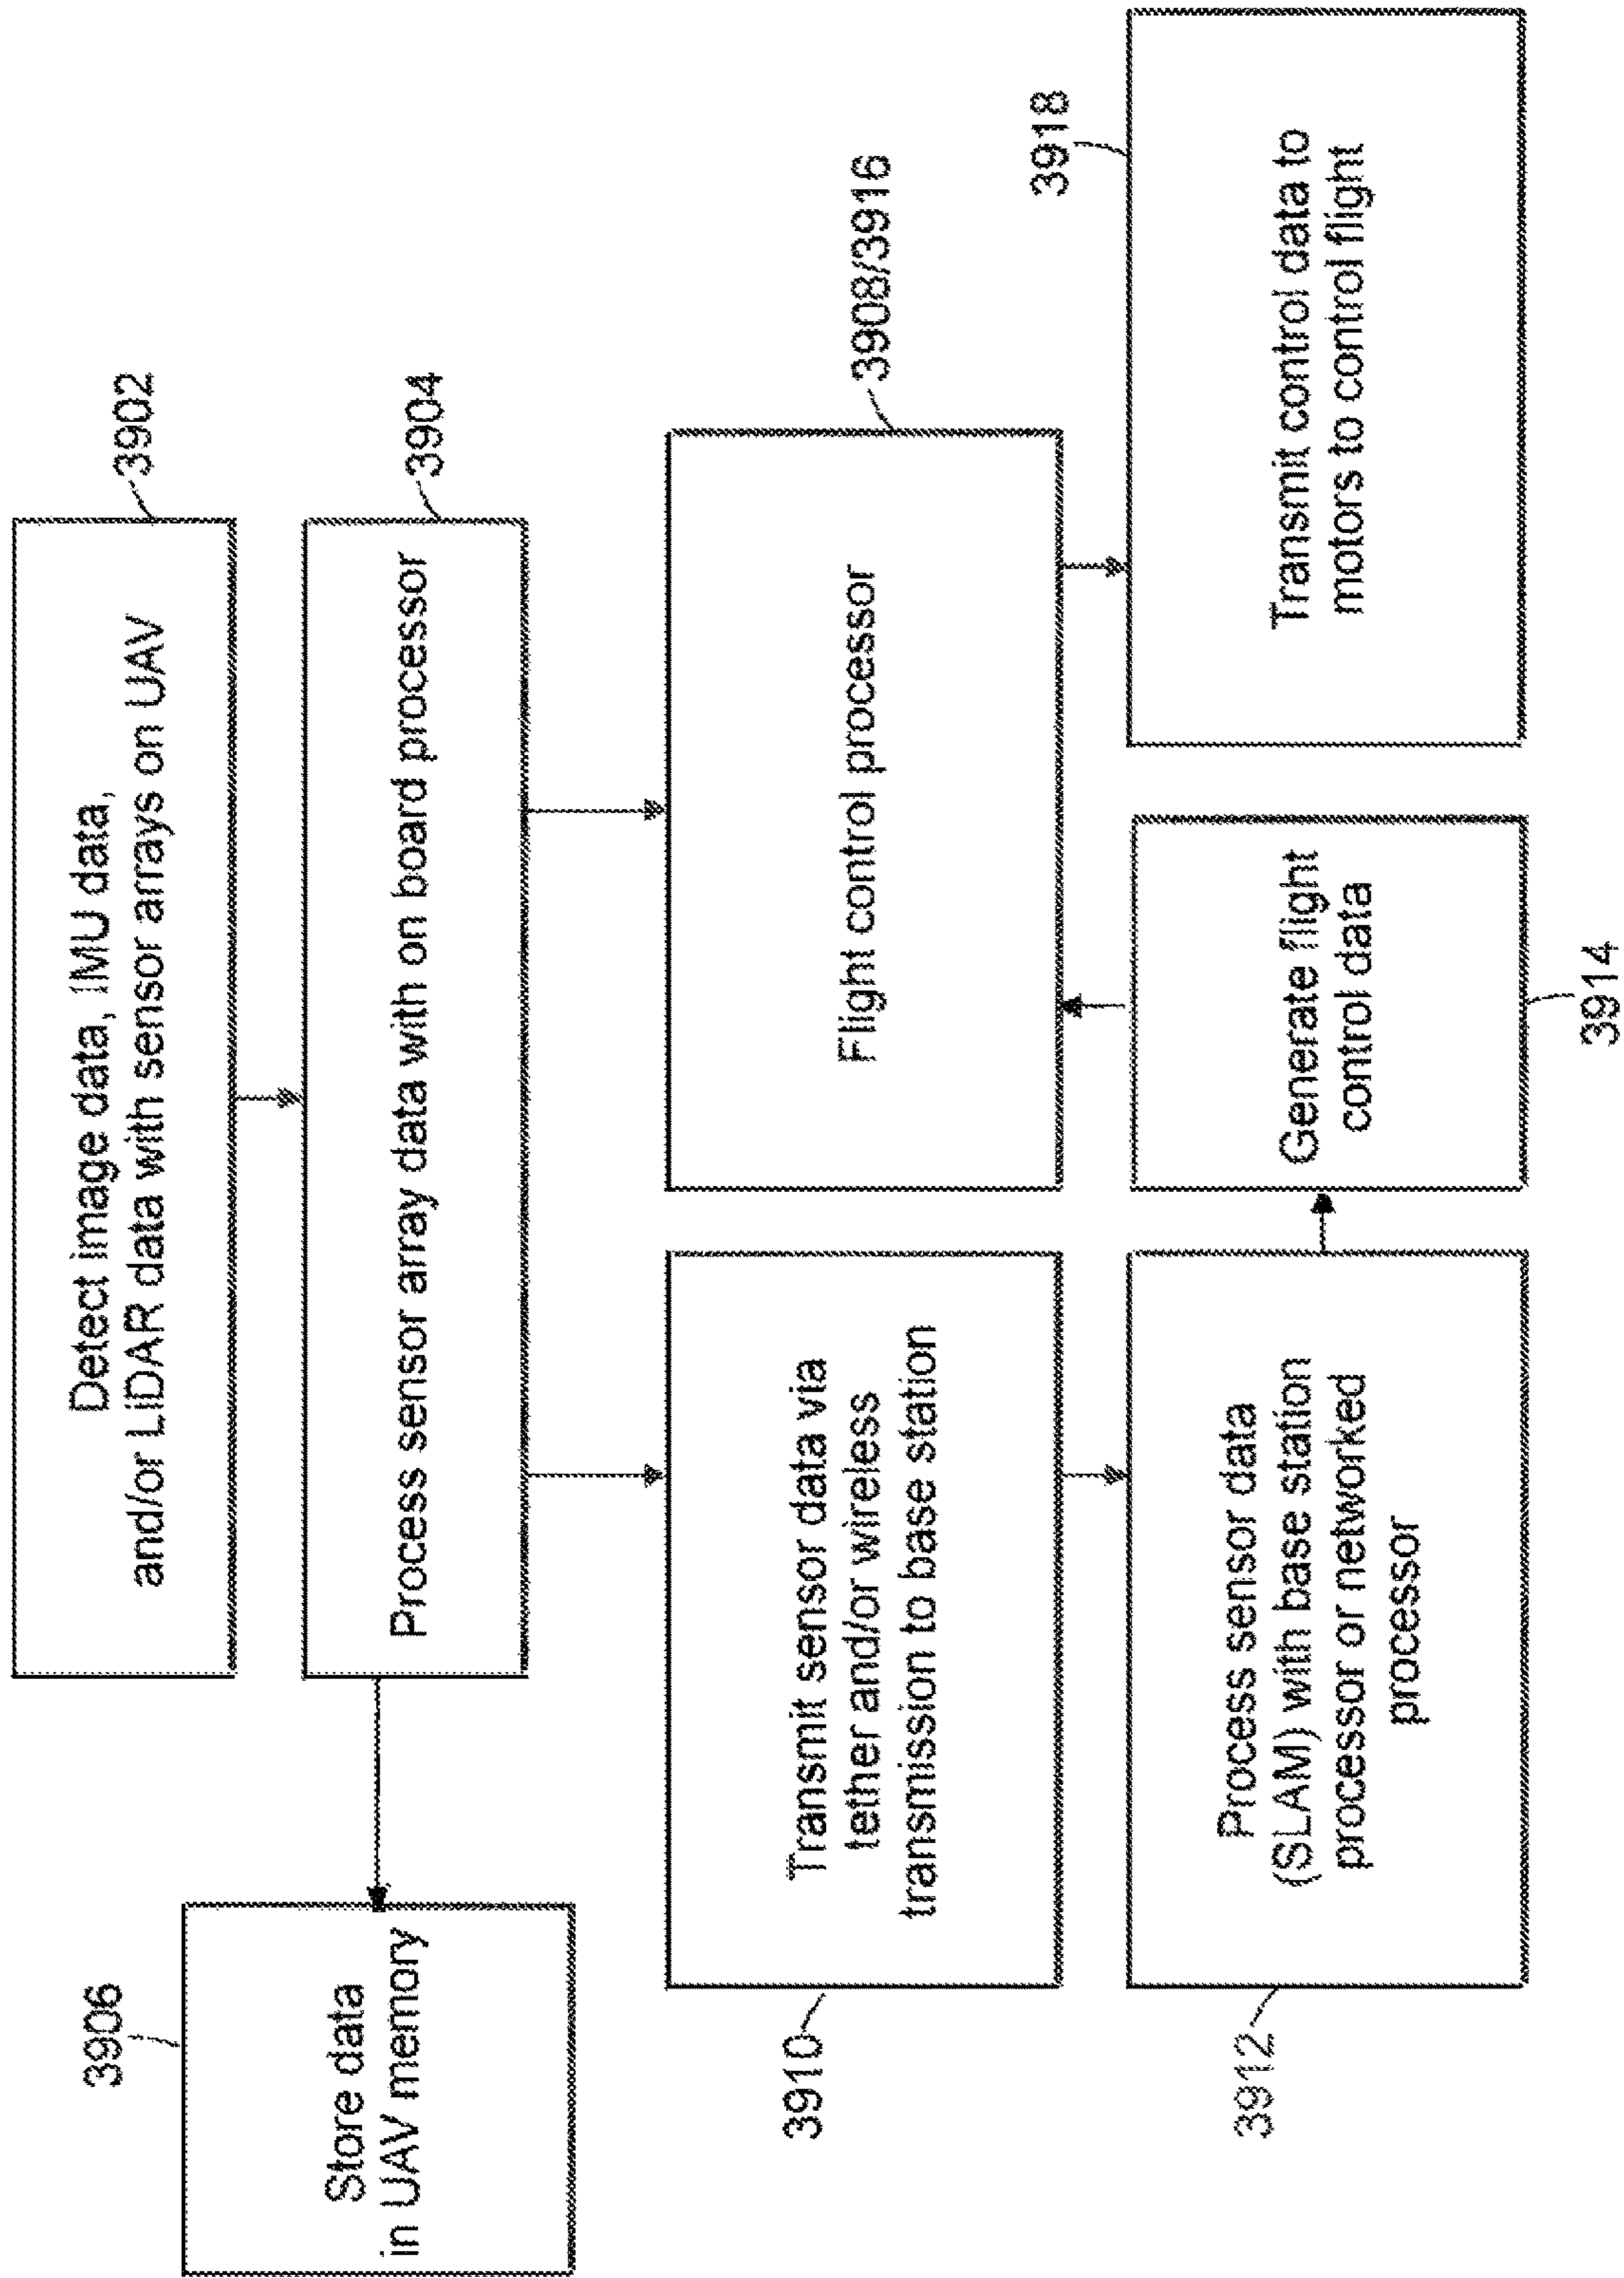 3902
Detect image data, IMU data,
and/or LiDAR data with sensor arrays on UAV
3904
Process sensor array data with on board processor
3906
Store data
in UAV memory
3908/3916
Flight control processor
3910
Transmit sensor data via
tether and/or wireless
transmission to base station
3912
Process sensor data
(SLAM) with base station
processor or networked
processor
Generate flight
control data
3914
3918
Transmit control data to
motors to control flight